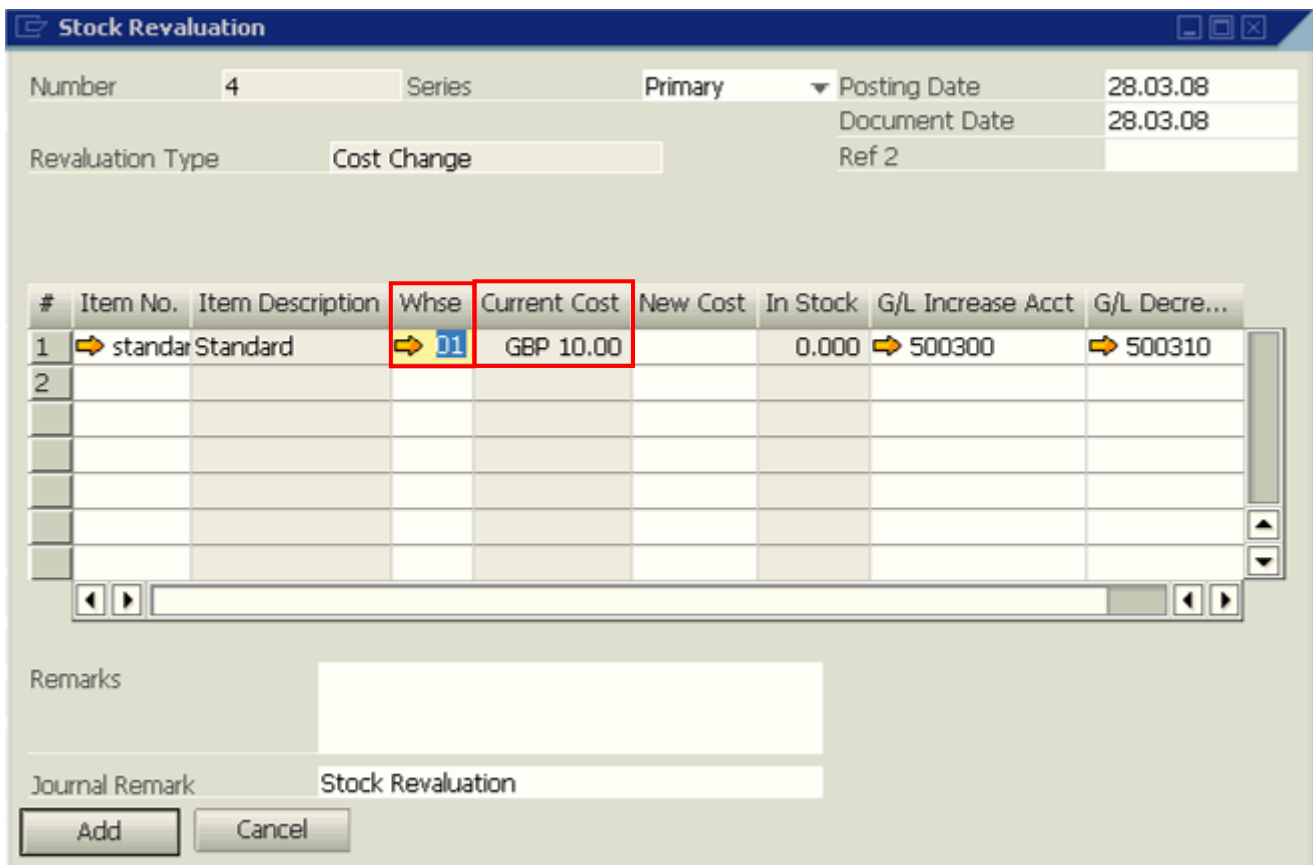 Stock Revaluation
Number 4 Series Primary Posting Date 28.03.08
Document Date 28.03.08
Revaluation Type Cost Change Ref 2
# Item No. Item Description Whse Current Cost New Cost In Stock G/L Increase Acct G/L Decre...
1 standar Standard 01 GBP 10.00 0.000 500300 500310
2
Remarks
Journal Remark Stock Revaluation
Add Cancel